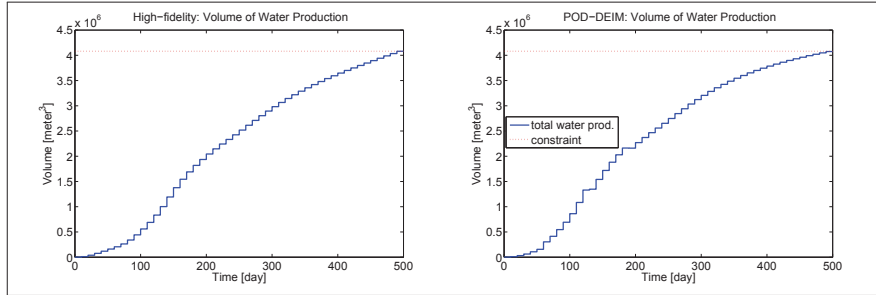 High−fidelity: Volume of Water Production
x 10^6
4.5
4
3.5
3
2.5
2
1.5
1
0.5
0
0 100 200 300 400 500
Volume [meter^3]
Time [day]
POD−DEIM: Volume of Water Production
x 10^6
4.5
4
3.5
3
2.5
2
1.5
1
0.5
0
0 100 200 300 400 500
Volume [meter^3]
Time [day]
total water prod.
constraint